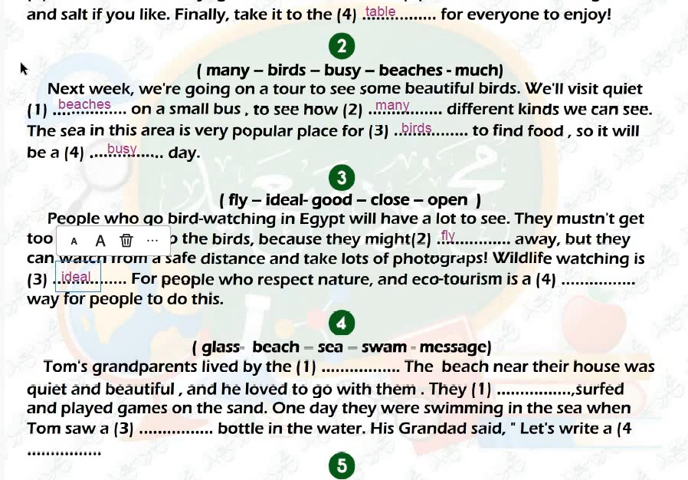 and salt if you like. Finally, take it to the (4) ..table.......... for everyone to enjoy!
2
( many – birds – busy – beaches - much)
Next week, we're going on a tour to see some beautiful birds. We'll visit quiet
(1) ..beaches..... on a small bus , to see how (2) ...many....... different kinds we can see.
The sea in this area is very popular place for (3) ..birds.......... to find food , so it will
be a (4) ....busy........ day.
3
( fly – ideal- good – close – open )
People who go bird-watching in Egypt will have a lot to see. They mustn't get
too A A ... o the birds, because they might(2) .fly............... away, but they
can watch from a safe distance and take lots of photograps! Wildlife watching is
(3) ..ideal.......... For people who respect nature, and eco-tourism is a (4) ................
way for people to do this.
4
( glass- beach – sea – swam - message)
Tom's grandparents lived by the (1) ................. The beach near their house was
quiet and beautiful , and he loved to go with them . They (1) ................,surfed
and played games on the sand. One day they were swimming in the sea when
Tom saw a (3) ................ bottle in the water. His Grandad said, " Let's write a (4
................
5